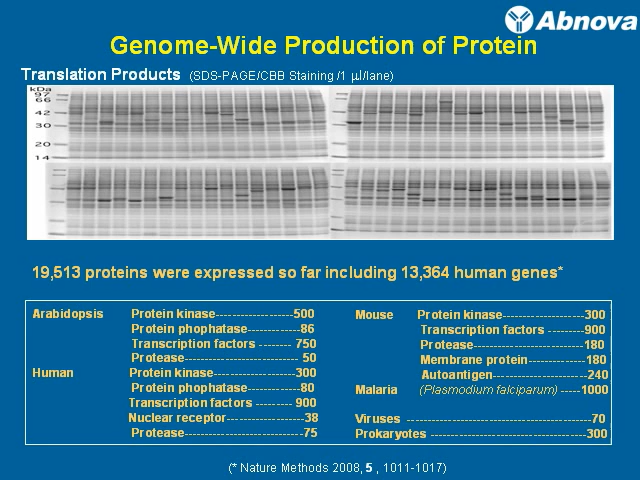 Abnova
Genome-Wide Production of Protein
Translation Products (SDS-PAGE/CBB Staining /1 µl/lane)
kDa
97
66
42
30
20
14
19,513 proteins were expressed so far including 13,364 human genes*
Arabidopsis Protein kinase-------------------500
Protein phophatase-------------86
Transcription factors -------- 750
Protease---------------------------- 50
Human Protein kinase--------------------300
Protein phophatase-------------80
Transcription factors --------- 900
Nuclear receptor-------------------38
Protease-----------------------------75
Mouse Protein kinase--------------------300
Transcription factors ---------900
Protease---------------------------180
Membrane protein--------------180
Autoantigen-----------------------240
Malaria (Plasmodium falciparum) -----1000
Viruses ----------------------------------------------70
Prokaryotes ---------------------------------------300
(* Nature Methods 2008, 5 , 1011-1017)